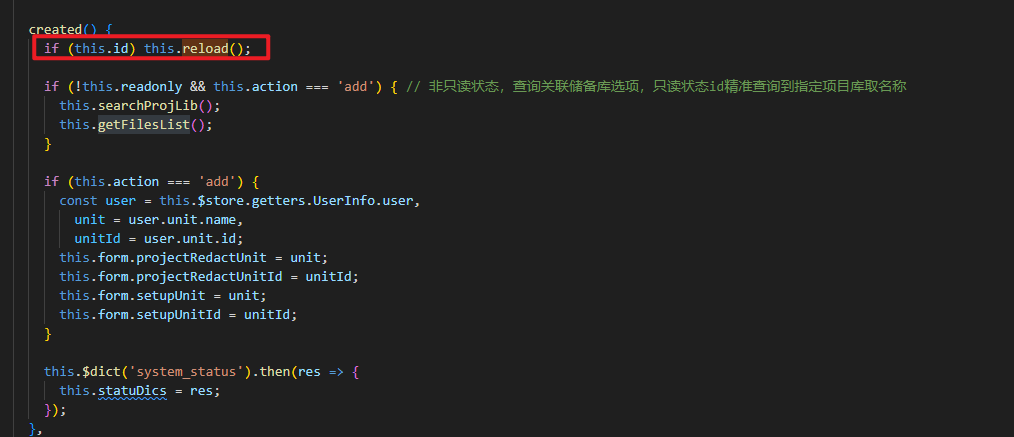 created() {
if (this.id) this.reload();
if (!this.readonly && this.action === 'add') { // 非只读状态，查询关联储备库选项，只读状态id精准查询到指定项目库取名称
this.searchProjLib();
this.getFilesList();
}
if (this.action === 'add') {
const user = this.$store.getters.UserInfo.user,
unit = user.unit.name,
unitId = user.unit.id;
this.form.projectRedactUnit = unit;
this.form.projectRedactUnitId = unitId;
this.form.setupUnit = unit;
this.form.setupUnitId = unitId;
}
this.$dict('system_status').then(res => {
this.statuDics = res;
});
},